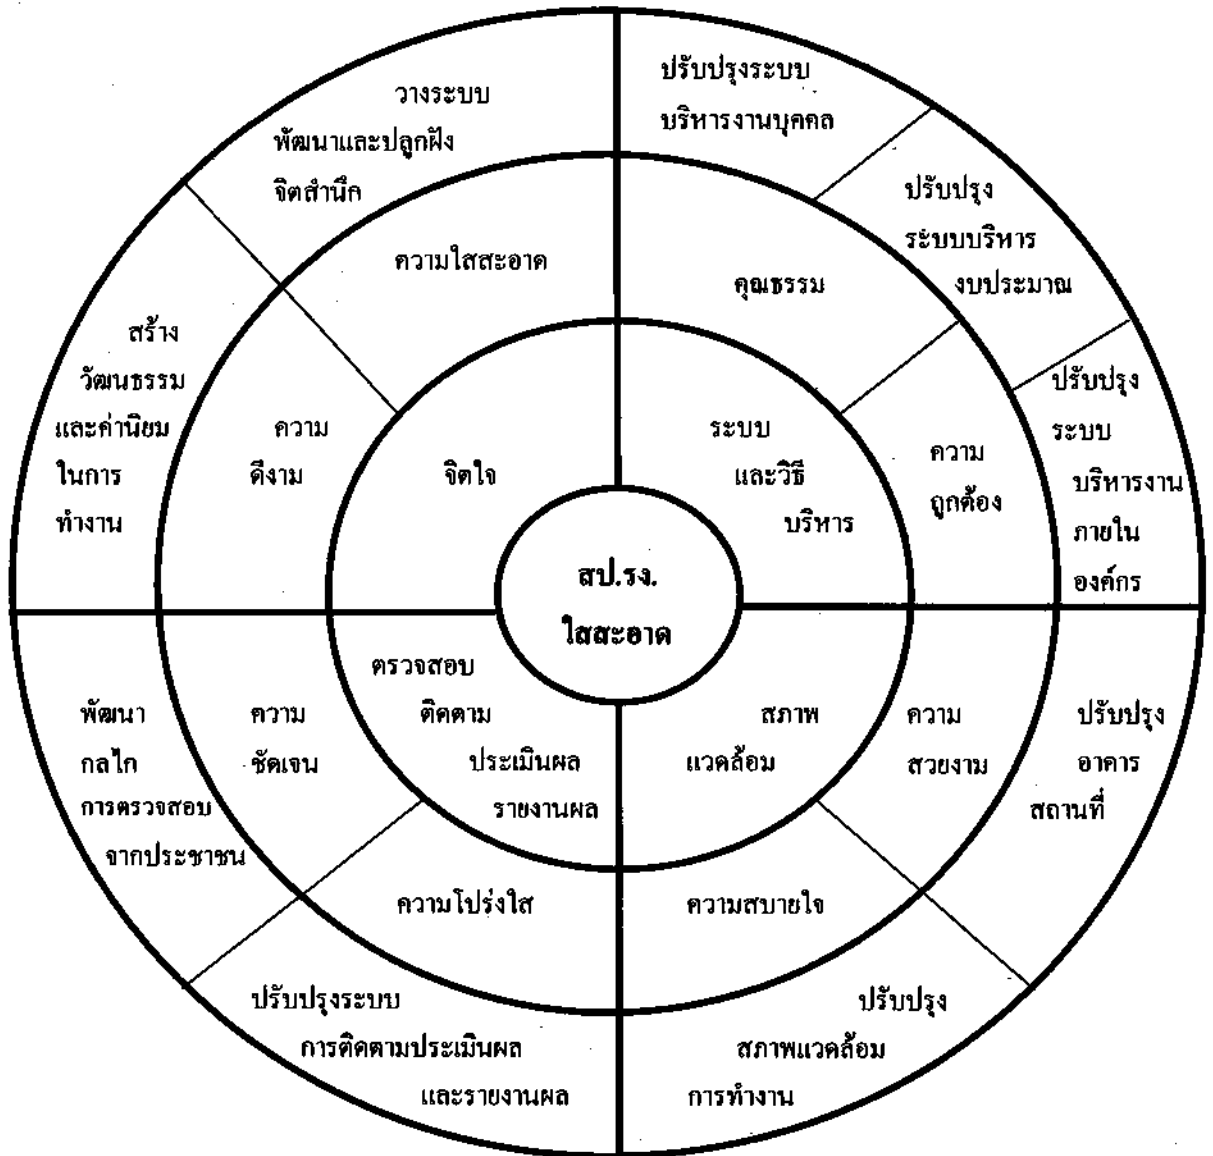 วางระบบ
พัฒนาและปลูกฝัง
จิตสำนึก
ปรับปรุงระบบ
บริหารงานบุคคล
ปรับปรุง
ระบบบริหาร
งบประมาณ
ความใสสะอาด
คุณธรรม
สร้าง
วัฒนธรรม
และค่านิยม
ในการ
ทำงาน
ความ
ดีงาม
จิตใจ
ระบบ
และวิธี
บริหาร
ความ
ถูกต้อง
ปรับปรุง
ระบบ
บริหารงาน
ภายใน
องค์กร
สป.รง.
ใสสะอาด
พัฒนา
กลไก
การตรวจสอบ
จากประชาชน
ความ
ชัดเจน
ตรวจสอบ
ติดตาม
ประเมินผล
รายงานผล
สภาพ
แวดล้อม
ความ
สวยงาม
ปรับปรุง
อาคาร
สถานที่
ความโปร่งใส
ความสบายใจ
ปรับปรุงระบบ
การติดตามประเมินผล
และรายงานผล
ปรับปรุง
สภาพแวดล้อม
การทำงาน